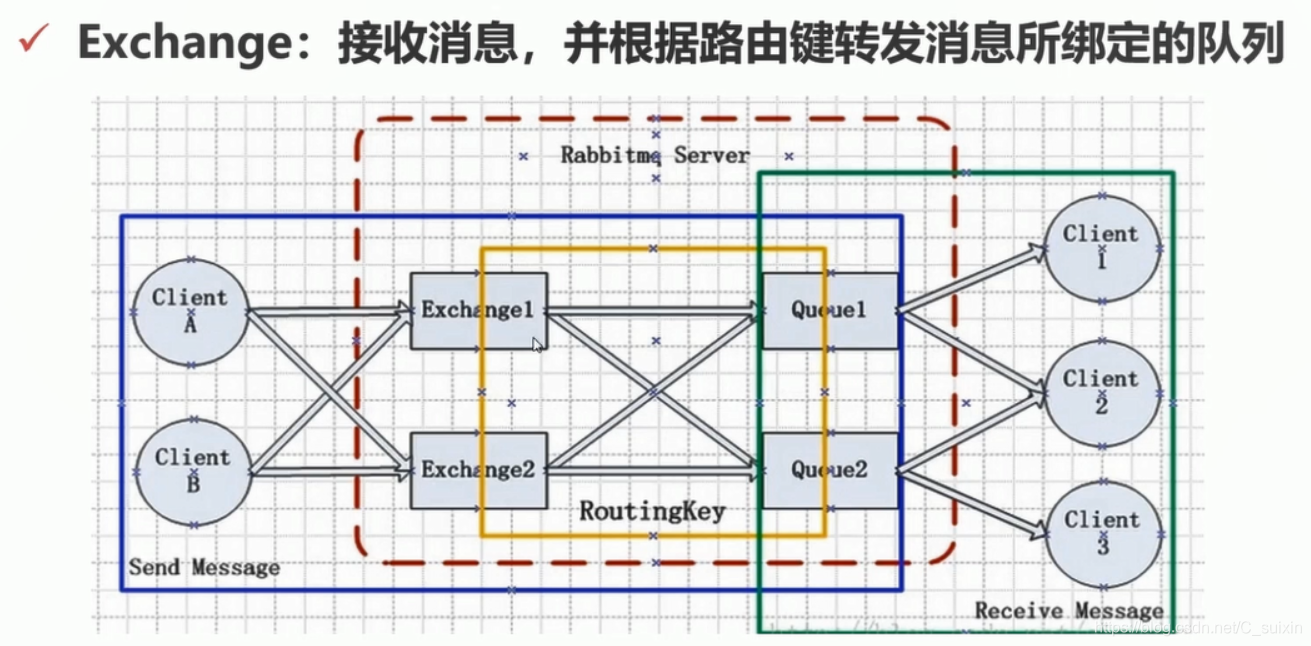 Exchange：接收消息，并根据路由键转发消息所绑定的队列
Rabbitmq Server
Client
A
Client
B
Exchange1
Exchange2
RoutingKey
Queue1
Queue2
Client
1
Client
2
Client
3
Send Message
Receive Message
https://blog.csdn.net/C_suixin